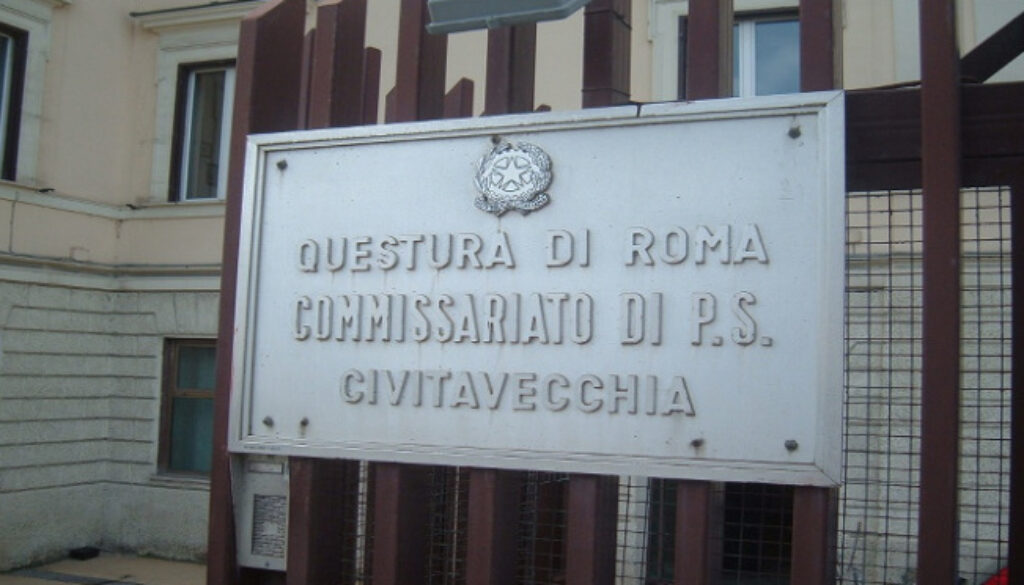 QUESTURA DI ROMA
COMMISSARIATO DI P.S.
CIVITAVECCHIA